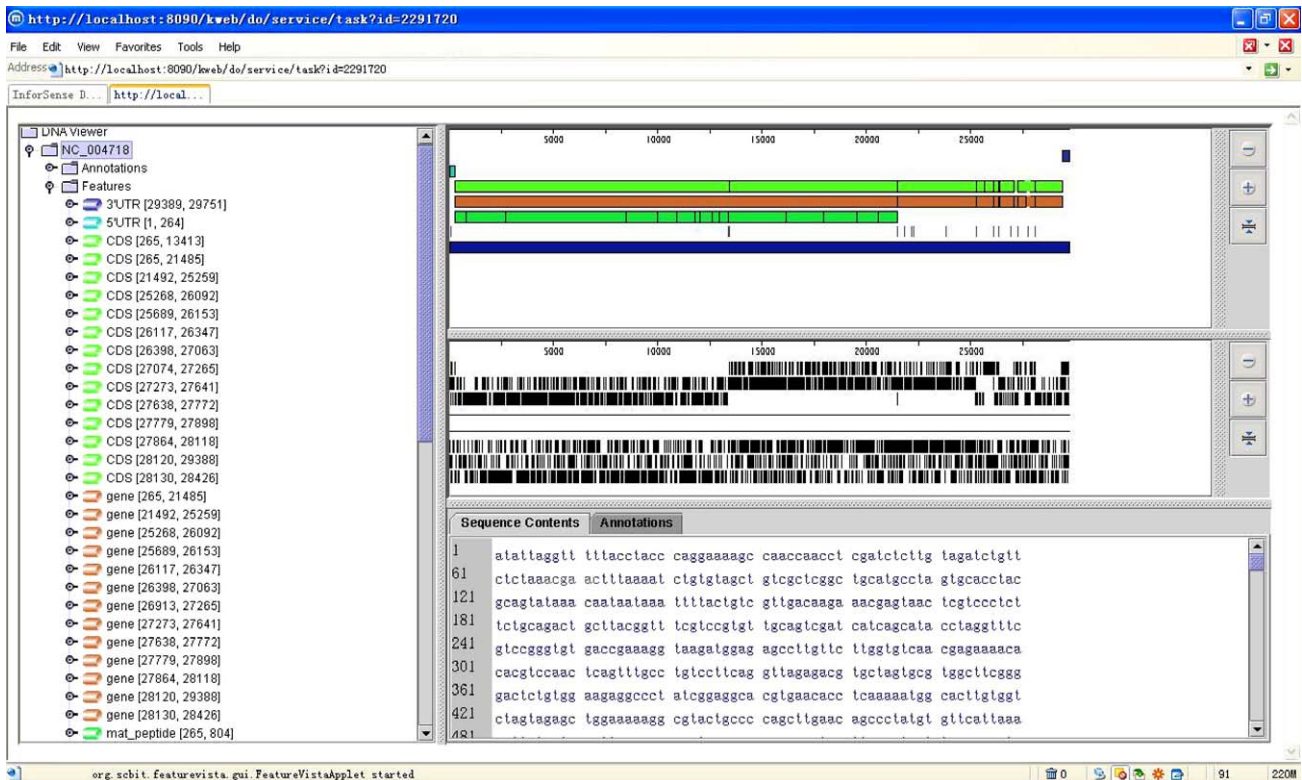 http://localhost:8090/kweb/do/service/task?id=2291720
File Edit View Favorites Tools Help
Address http://localhost:8090/kweb/do/service/task?id=2291720
InforSense D... http://local...
DNA Viewer
NC_004718
Annotations
Features
3'UTR [29389, 29751]
5'UTR [1, 264]
CDS [265, 13413]
CDS [265, 21485]
CDS [21492, 25259]
CDS [25268, 26092]
CDS [25689, 26153]
CDS [26117, 26347]
CDS [26398, 27063]
CDS [27074, 27265]
CDS [27273, 27641]
CDS [27638, 27772]
CDS [27779, 27898]
CDS [27864, 28118]
CDS [28120, 29388]
CDS [28130, 28426]
gene [265, 21485]
gene [21492, 25259]
gene [25268, 26092]
gene [25689, 26153]
gene [26117, 26347]
gene [26398, 27063]
gene [26913, 27265]
gene [27273, 27641]
gene [27638, 27772]
gene [27779, 27898]
gene [27864, 28118]
gene [28120, 29388]
gene [28130, 28426]
mat_peptide [265, 804]
5000 10000 15000 20000 25000
5000 10000 15000 20000 25000
Sequence Contents Annotations
1 atattaggtt tttacctacc caggaaaagc caaccaacct cgatctcttg tagatctgtt
61 ctctaaacga actttaaaat ctgtgtagct gtcgctcggc tgcatgccta gtgcacctac
121 gcagtataaa caataataaa ttttactgtc gttgacaaga aacgagtaac tcgtccctct
181 tctgcagact gcttacggtt tcgtccgtgt tgcagtcgat catcagcata cctaggtttc
241 gtccgggtgt gaccgaaagg taagatggag agccttgttc ttggtgtcaa cgagaaaaca
301 cacgtccaac tcagtttgcc tgtccttcag gttagagacg tgctagtgcg tggcttcggg
361 gactctgtgg aagaggccct atcggaggca cgtgaacacc tcaaaaatgg cacttgtggt
421 ctagtagagc tggaaaaagg cgtactgccc cagcttgaac agccctatgt gttcattaaa
481
org.scbit.featurevista.gui.FeatureVistaApplet started
0 91 220M